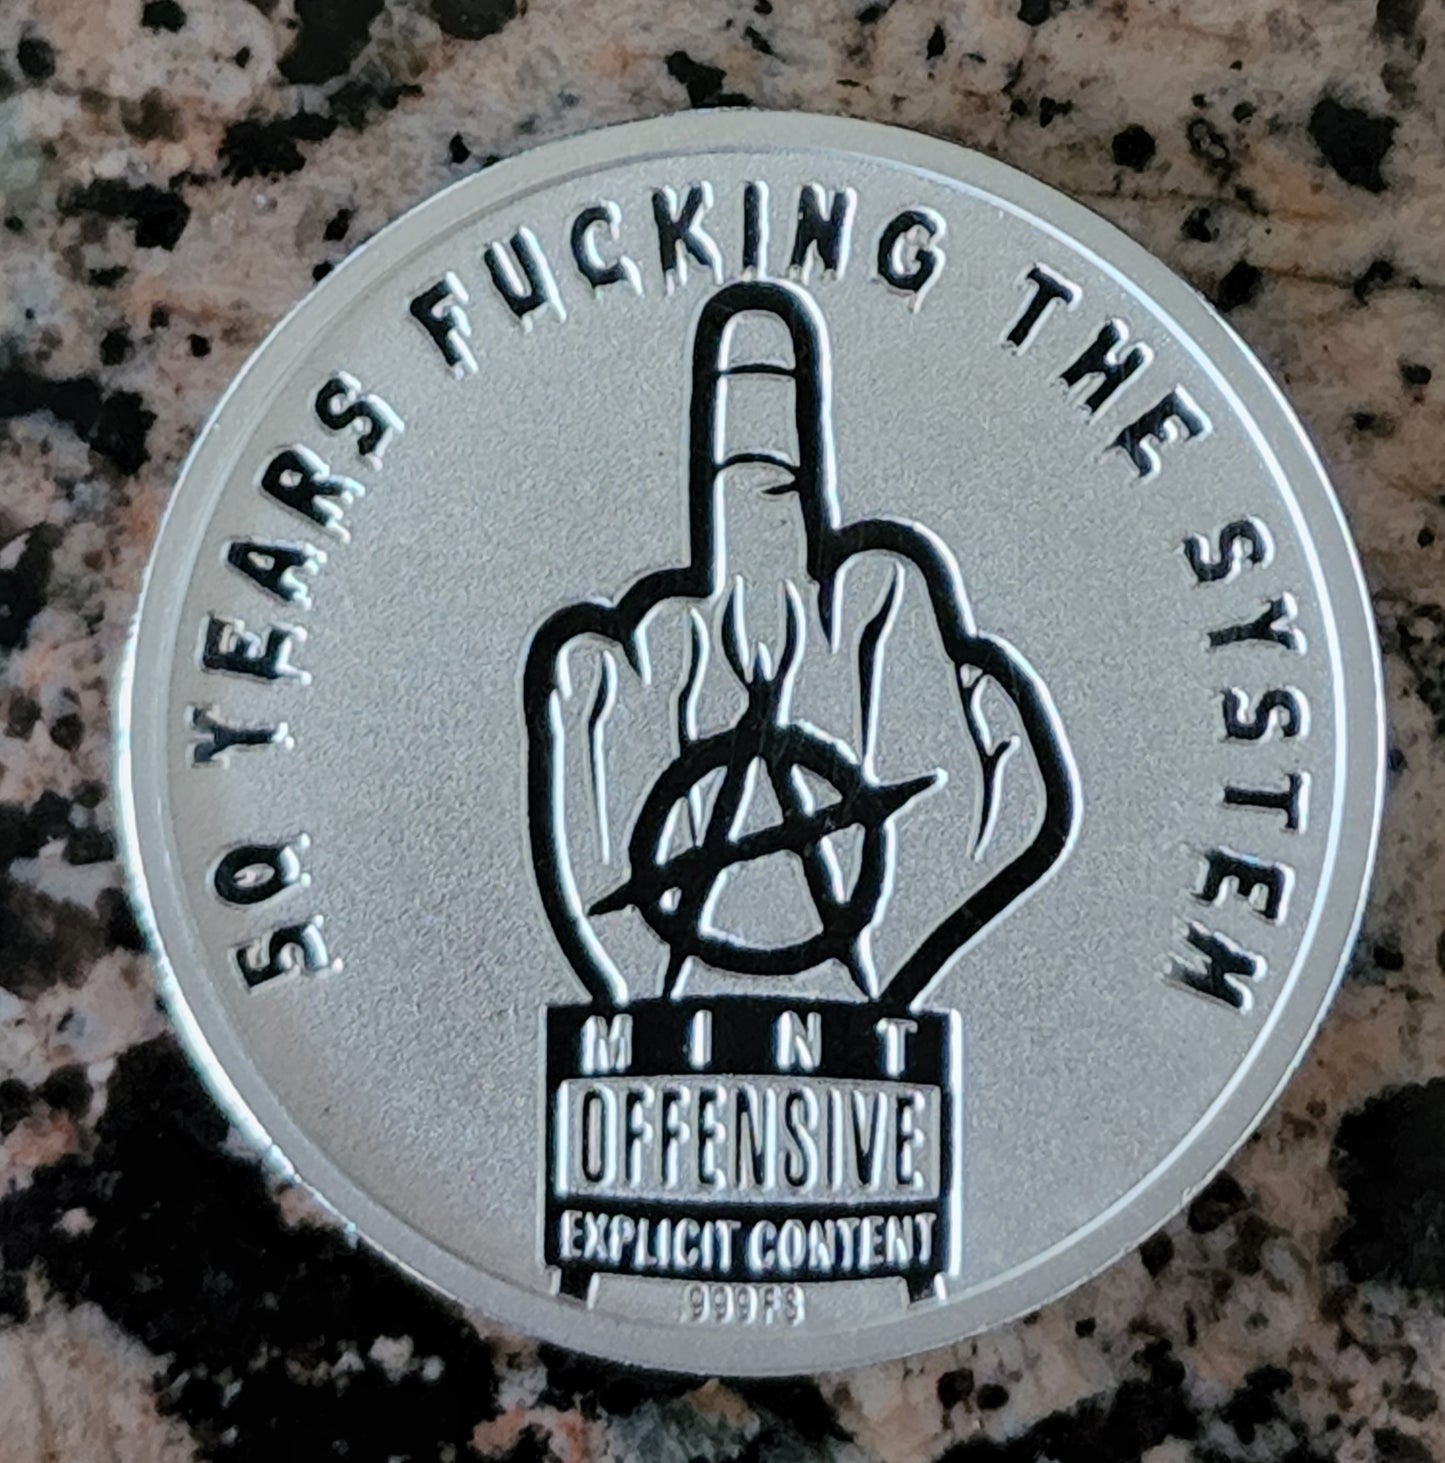 50 YEARS FUCKING THE SYSTEM
MINT
OFFENSIVE
EXPLICIT CONTENT
999FS